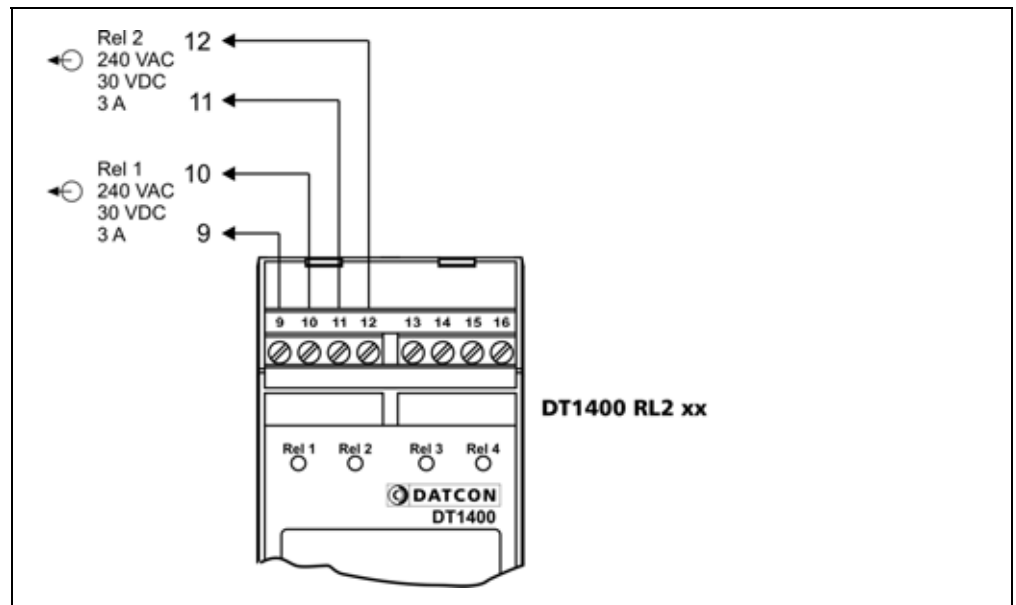 Rel 2 12
240 VAC
30 VDC
3 A 11
Rel 1 10
240 VAC
30 VDC
3 A 9
9 10 11 12 13 14 15 16
DT1400 RL2 xx
Rel 1 Rel 2 Rel 3 Rel 4
DATCON
DT1400